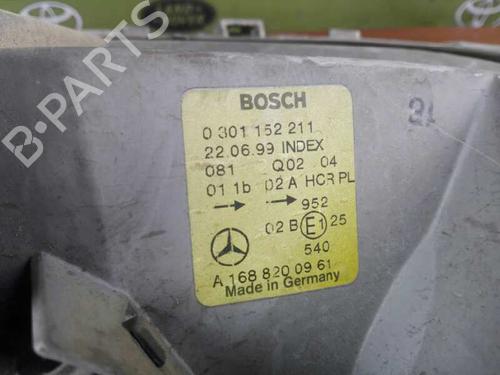 BOSCH
0 301 152 211
22.06.99 INDEX
081 Q02 04
01 1b 02 A HCR PL
952
02 B E1 25
540
A 168 820 09 61
Made in Germany
B-PARTS